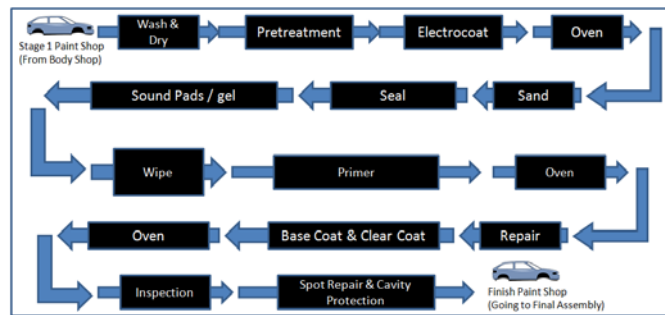 Stage 1 Paint Shop
(From Body Shop)
Wash &
Dry
Pretreatment
Electrocoat
Oven
Sand
Seal
Sound Pads / gel
Wipe
Primer
Oven
Repair
Base Coat & Clear Coat
Oven
Inspection
Spot Repair & Cavity
Protection
Finish Paint Shop
(Going to Final Assembly)